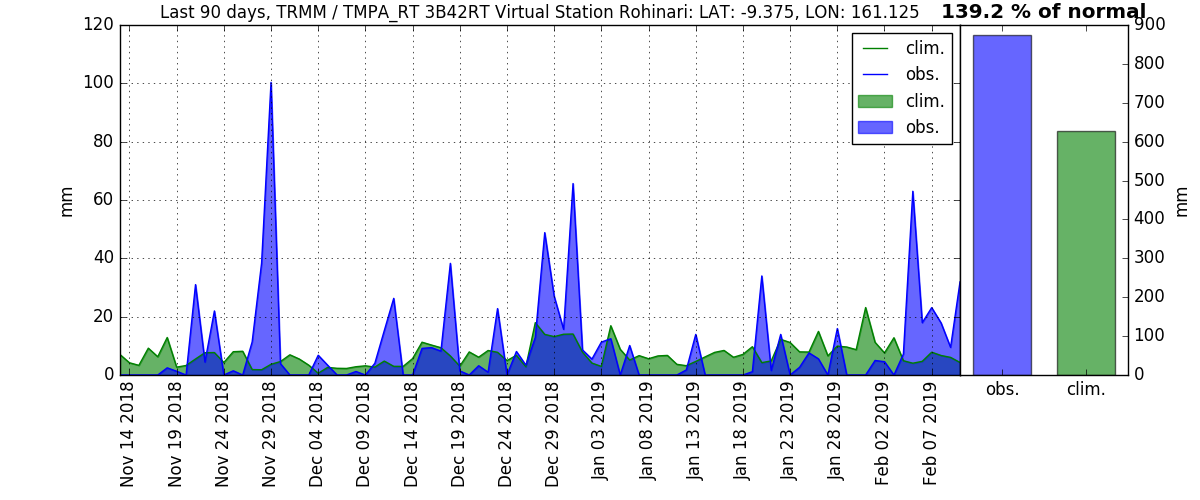 Last 90 days, TRMM / TMPA_RT 3B42RT Virtual Station Rohinari: LAT: -9.375, LON: 161.125
139.2 % of normal
clim.
obs.
clim.
obs.
mm
120
100
80
60
40
20
0
Nov 14 2018
Nov 19 2018
Nov 24 2018
Nov 29 2018
Dec 04 2018
Dec 09 2018
Dec 14 2018
Dec 19 2018
Dec 24 2018
Dec 29 2018
Jan 03 2019
Jan 08 2019
Jan 13 2019
Jan 18 2019
Jan 23 2019
Jan 28 2019
Feb 02 2019
Feb 07 2019
900
800
700
600
500
400
300
200
100
0
mm
obs.
clim.